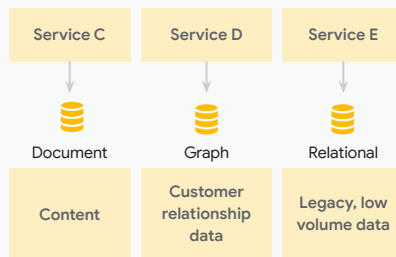 Service C
Service D
Service E
Document
Graph
Relational
Content
Customer
relationship
data
Legacy, low
volume data